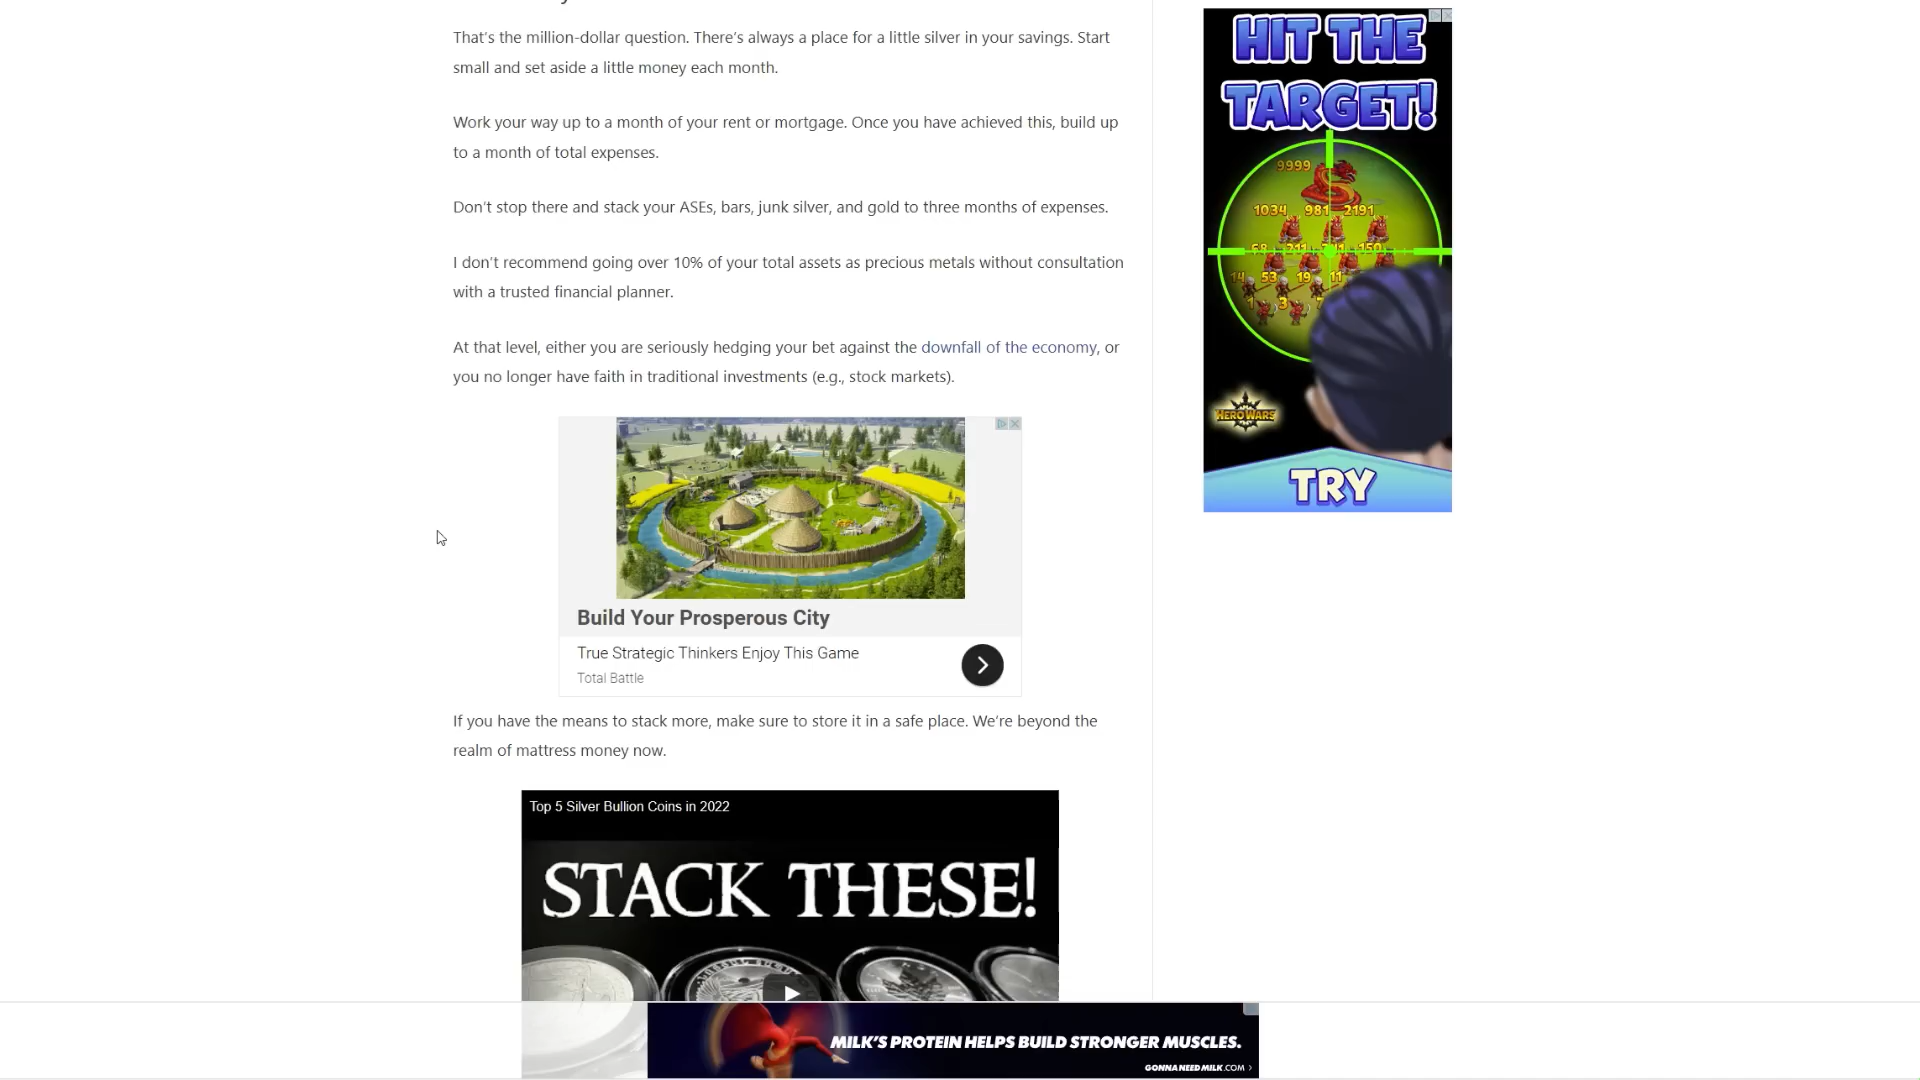 That's the million-dollar question. There's always a place for a little silver in your savings. Start
small and set aside a little money each month.
Work your way up to a month of your rent or mortgage. Once you have achieved this, build up
to a month of total expenses.
Don't stop there and stack your ASEs, bars, junk silver, and gold to three months of expenses.
I don't recommend going over 10% of your total assets as precious metals without consultation
with a trusted financial planner.
At that level, either you are seriously hedging your bet against the downfall of the economy, or
you no longer have faith in traditional investments (e.g., stock markets).
Build Your Prosperous City
True Strategic Thinkers Enjoy This Game
Total Battle
If you have the means to stack more, make sure to store it in a safe place. We're beyond the
realm of mattress money now.
Top 5 Silver Bullion Coins in 2022
STACK THESE!
MILK'S PROTEIN HELPS BUILD STRONGER MUSCLES.
GONNANEEDMILK.COM
HIT THE
TARGET!
9999
1034 981 2191
68 211 150
14 53 19 11
1 3
HERO WARS
TRY